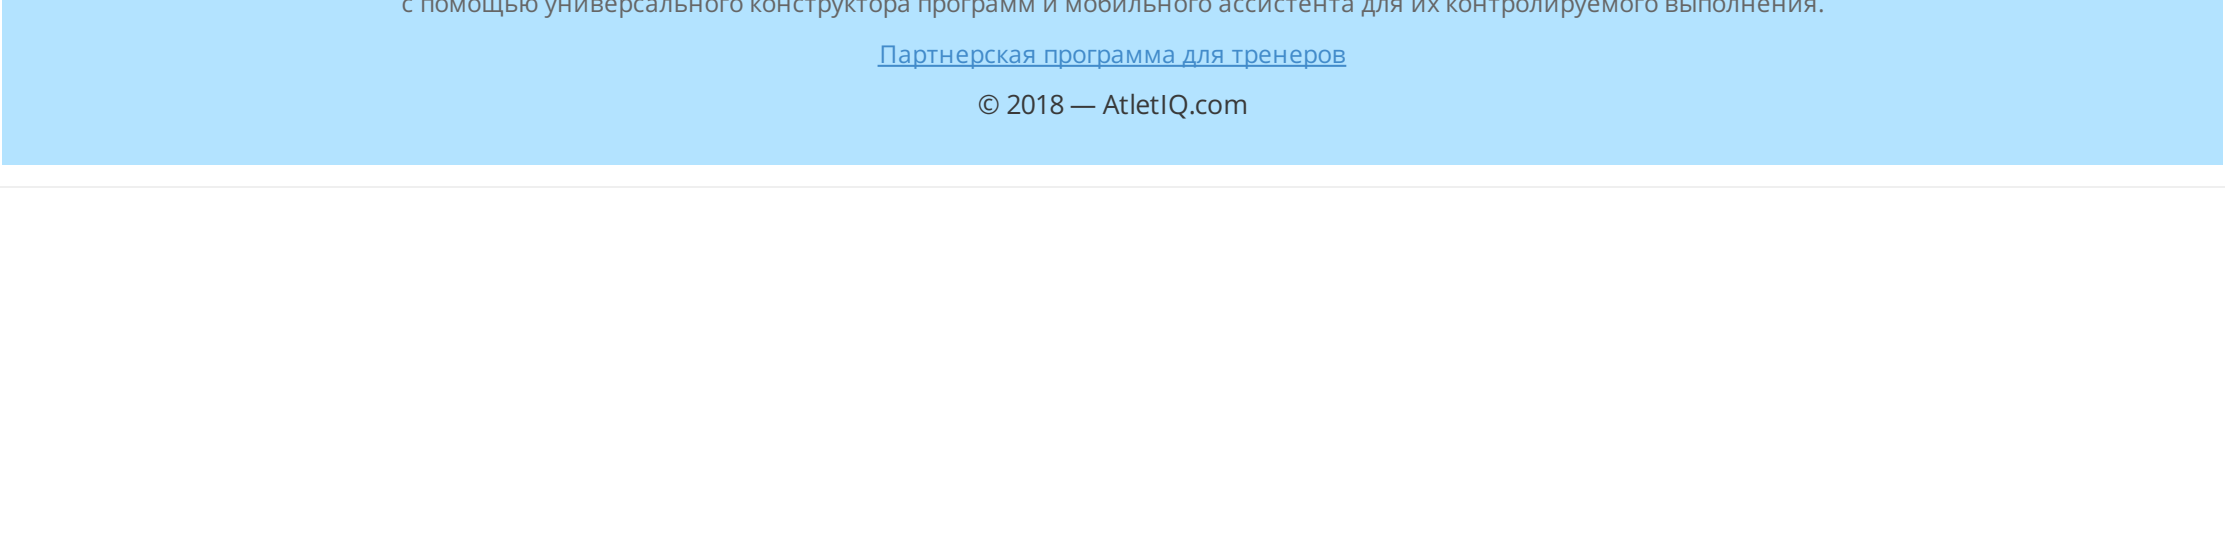 с помощью универсального конструктора программ и мобильного ассистента для их контролируемого выполнения.
Партнерская программа для тренеров
© 2018 — AtletIQ.com